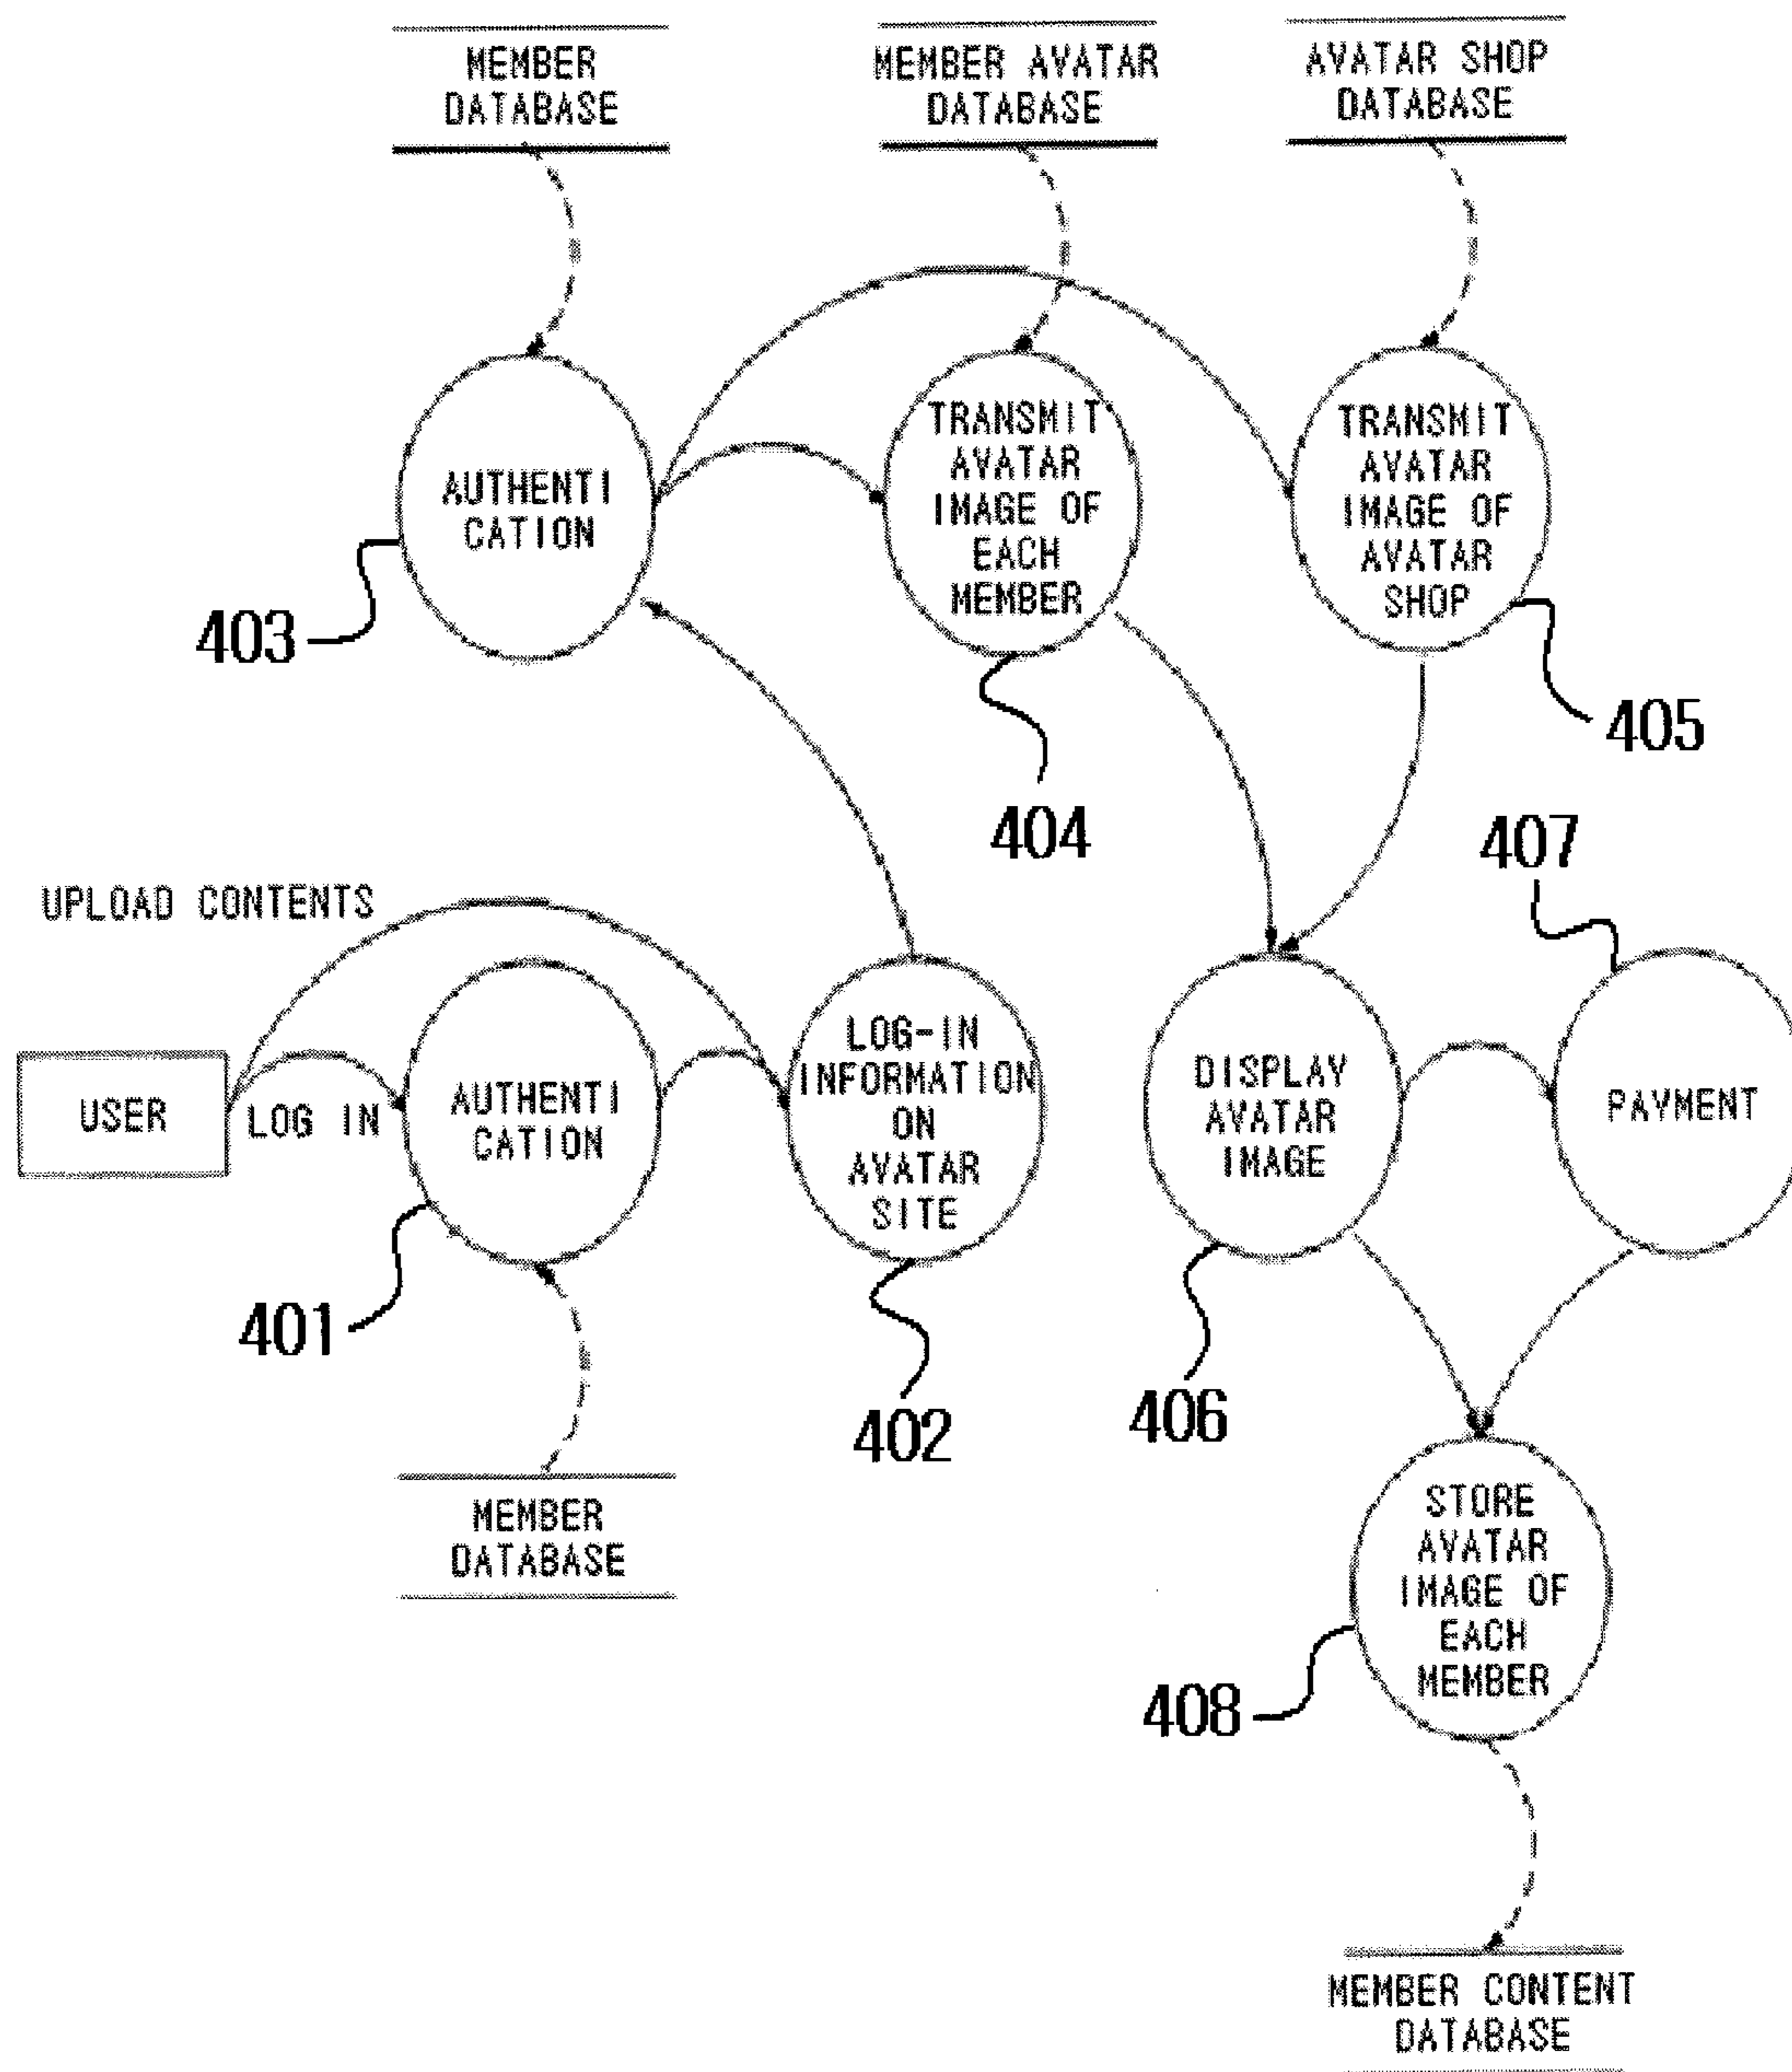 MEMBER
DATABASE
MEMBER AVATAR
DATABASE
AVATAR SHOP
DATABASE
AUTHENTI
CATION
403
TRANSMIT
AVATAR
IMAGE OF
EACH
MEMBER
404
TRANSMIT
AVATAR
IMAGE OF
AVATAR
SHOP
405
UPLOAD CONTENTS
USER
LOG IN
AUTHENTI
CATION
401
LOG-IN
INFORMATION
ON
AVATAR
SITE
402
DISPLAY
AVATAR
IMAGE
406
407
PAYMENT
MEMBER
DATABASE
STORE
AVATAR
IMAGE OF
EACH
MEMBER
408
MEMBER CONTENT
DATABASE